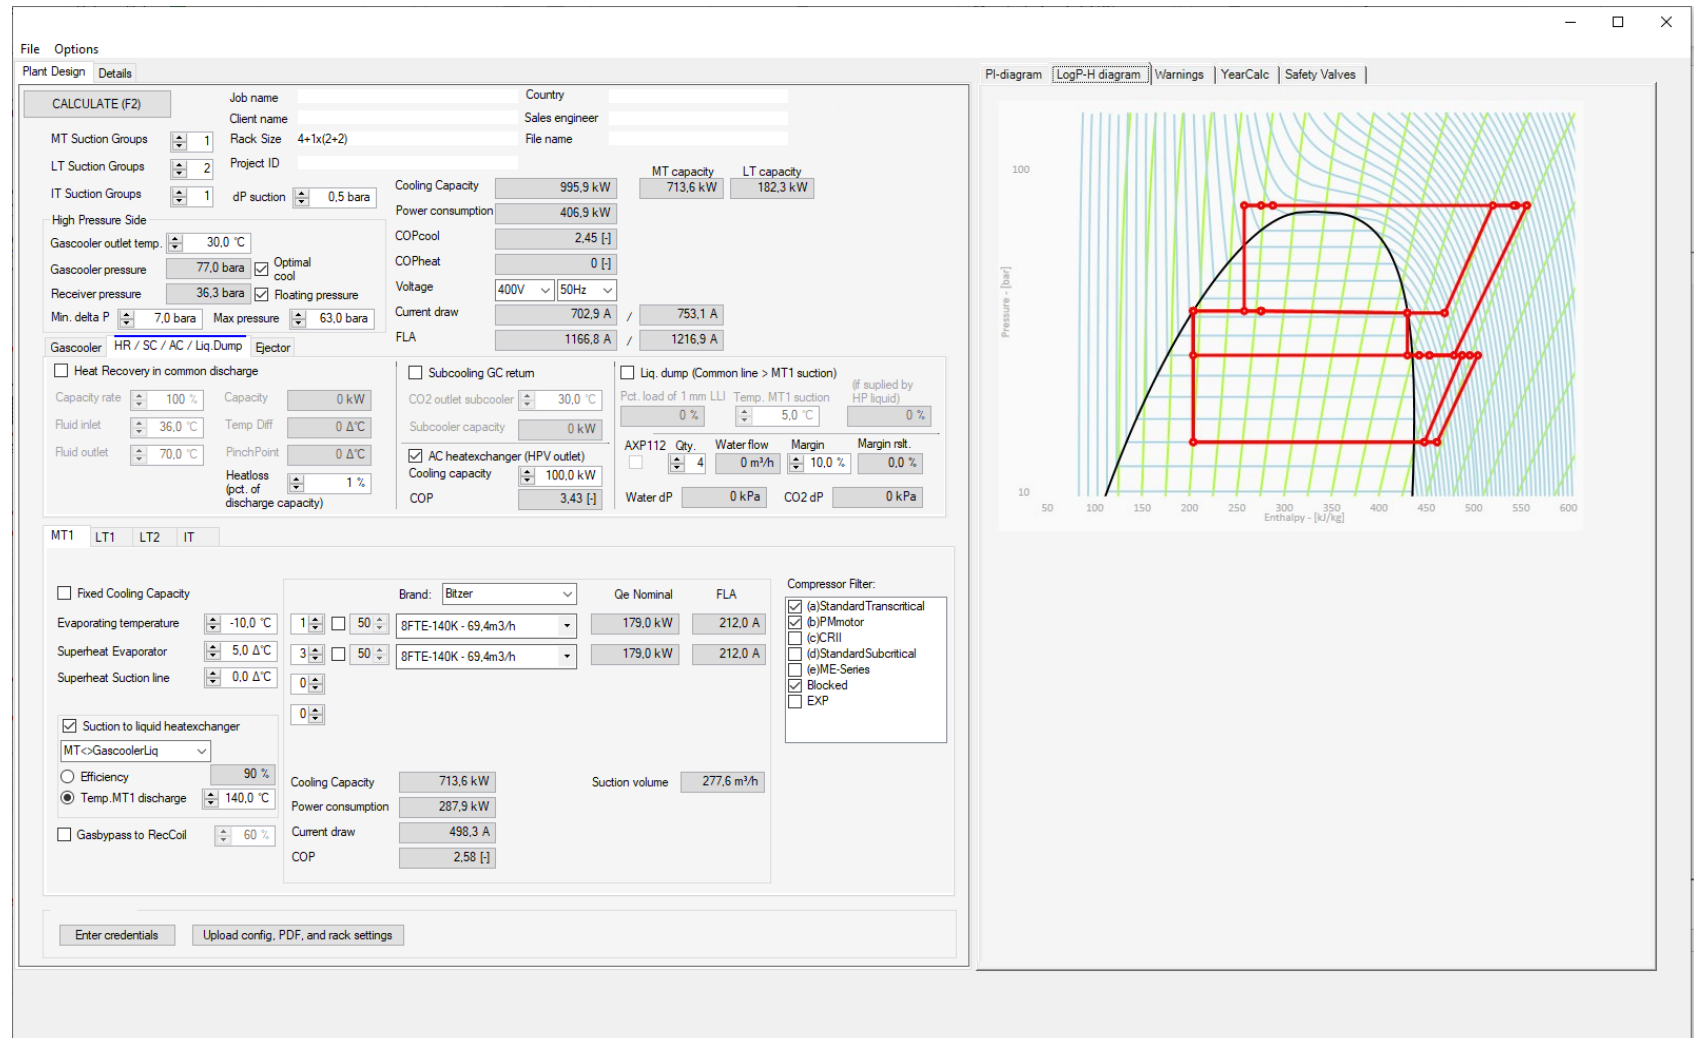 File Options
Plant Design Details
CALCULATE (F2)
Job name
Country
Client name
Sales engineer
MT Suction Groups 1
Rack Size 4+1x(2+2)
File name
LT Suction Groups 2
Project ID
IT Suction Groups 1
dP suction 0,5 bara
MT capacity LT capacity
Cooling Capacity 995,9 kW 713,6 kW 182,3 kW
Power consumption 406,9 kW
COPcool 2,45 [-]
COPheat 0 [-]
Voltage 400V 50Hz
Current draw 702,9 A / 753,1 A
FLA 1166,8 A / 1216,9 A
High Pressure Side
Gascooler outlet temp. 30,0 °C
Gascooler pressure 77,0 bara Optimal cool
Receiver pressure 36,3 bara Floating pressure
Min. delta P 7,0 bara Max pressure 63,0 bara
Gascooler HR / SC / AC / Liq.Dump Ejector
Heat Recovery in common discharge
Capacity rate 100 % Capacity 0 kW
Fluid inlet 36,0 °C Temp Diff 0 Δ°C
Fluid outlet 70,0 °C PinchPoint 0 Δ°C
Heatloss
(pct. of 1 %
discharge capacity)
Subcooling GC return
CO2 outlet subcooler 30,0 °C
Subcooler capacity 0 kW
AC heatexchanger (HPV outlet)
Cooling capacity 100,0 kW
COP 3,43 [-]
Liq. dump (Common line > MT1 suction)
Pct. load of 1 mm LLI Temp. MT1 suction
(if suplied by
HP liquid)
0 % 5,0 °C 0 %
AXP112 Qty. Water flow Margin Margin rslt.
4 0 m³/h 10,0 % 0,0 %
Water dP 0 kPa CO2 dP 0 kPa
MT1 LT1 LT2 IT
Fixed Cooling Capacity
Evaporating temperature -10,0 °C
Superheat Evaporator 5,0 Δ°C
Superheat Suction line 0,0 Δ°C
Suction to liquid heatexchanger
MT<>GascoolerLiq
Efficiency 90 %
Temp.MT1 discharge 140,0 °C
Gasbypass to RecCoil 60 %
Brand: Bitzer Qe Nominal FLA
1 50 8FTE-140K - 69,4m3/h 179,0 kW 212,0 A
3 50 8FTE-140K - 69,4m3/h 179,0 kW 212,0 A
0
0
Cooling Capacity 713,6 kW Suction volume 277,6 m³/h
Power consumption 287,9 kW
Current draw 498,3 A
COP 2,58 [-]
Compressor Filter:
(a)StandardTranscritical
(b)PMmotor
(c)CRII
(d)StandardSubcritical
(e)ME-Series
Blocked
EXP
Enter credentials Upload config, PDF, and rack settings
PI-diagram LogP-H diagram Warnings YearCalc Safety Valves
100
Pressure - [bar]
10
50 100 150 200 250 300 350 400 450 500 550 600
Enthalpy - [kJ/kg]